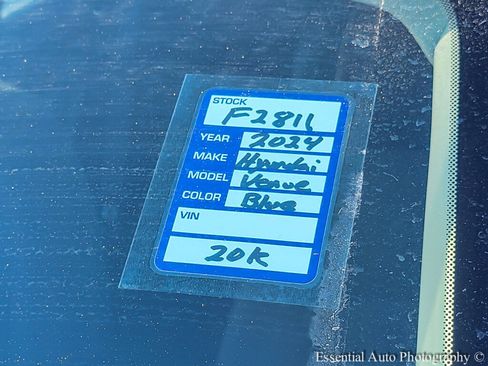 STOCK
F2811
YEAR 2024
MAKE Hyundai
MODEL Venue
COLOR Blue
VIN
20K
Essential Auto Photography ©